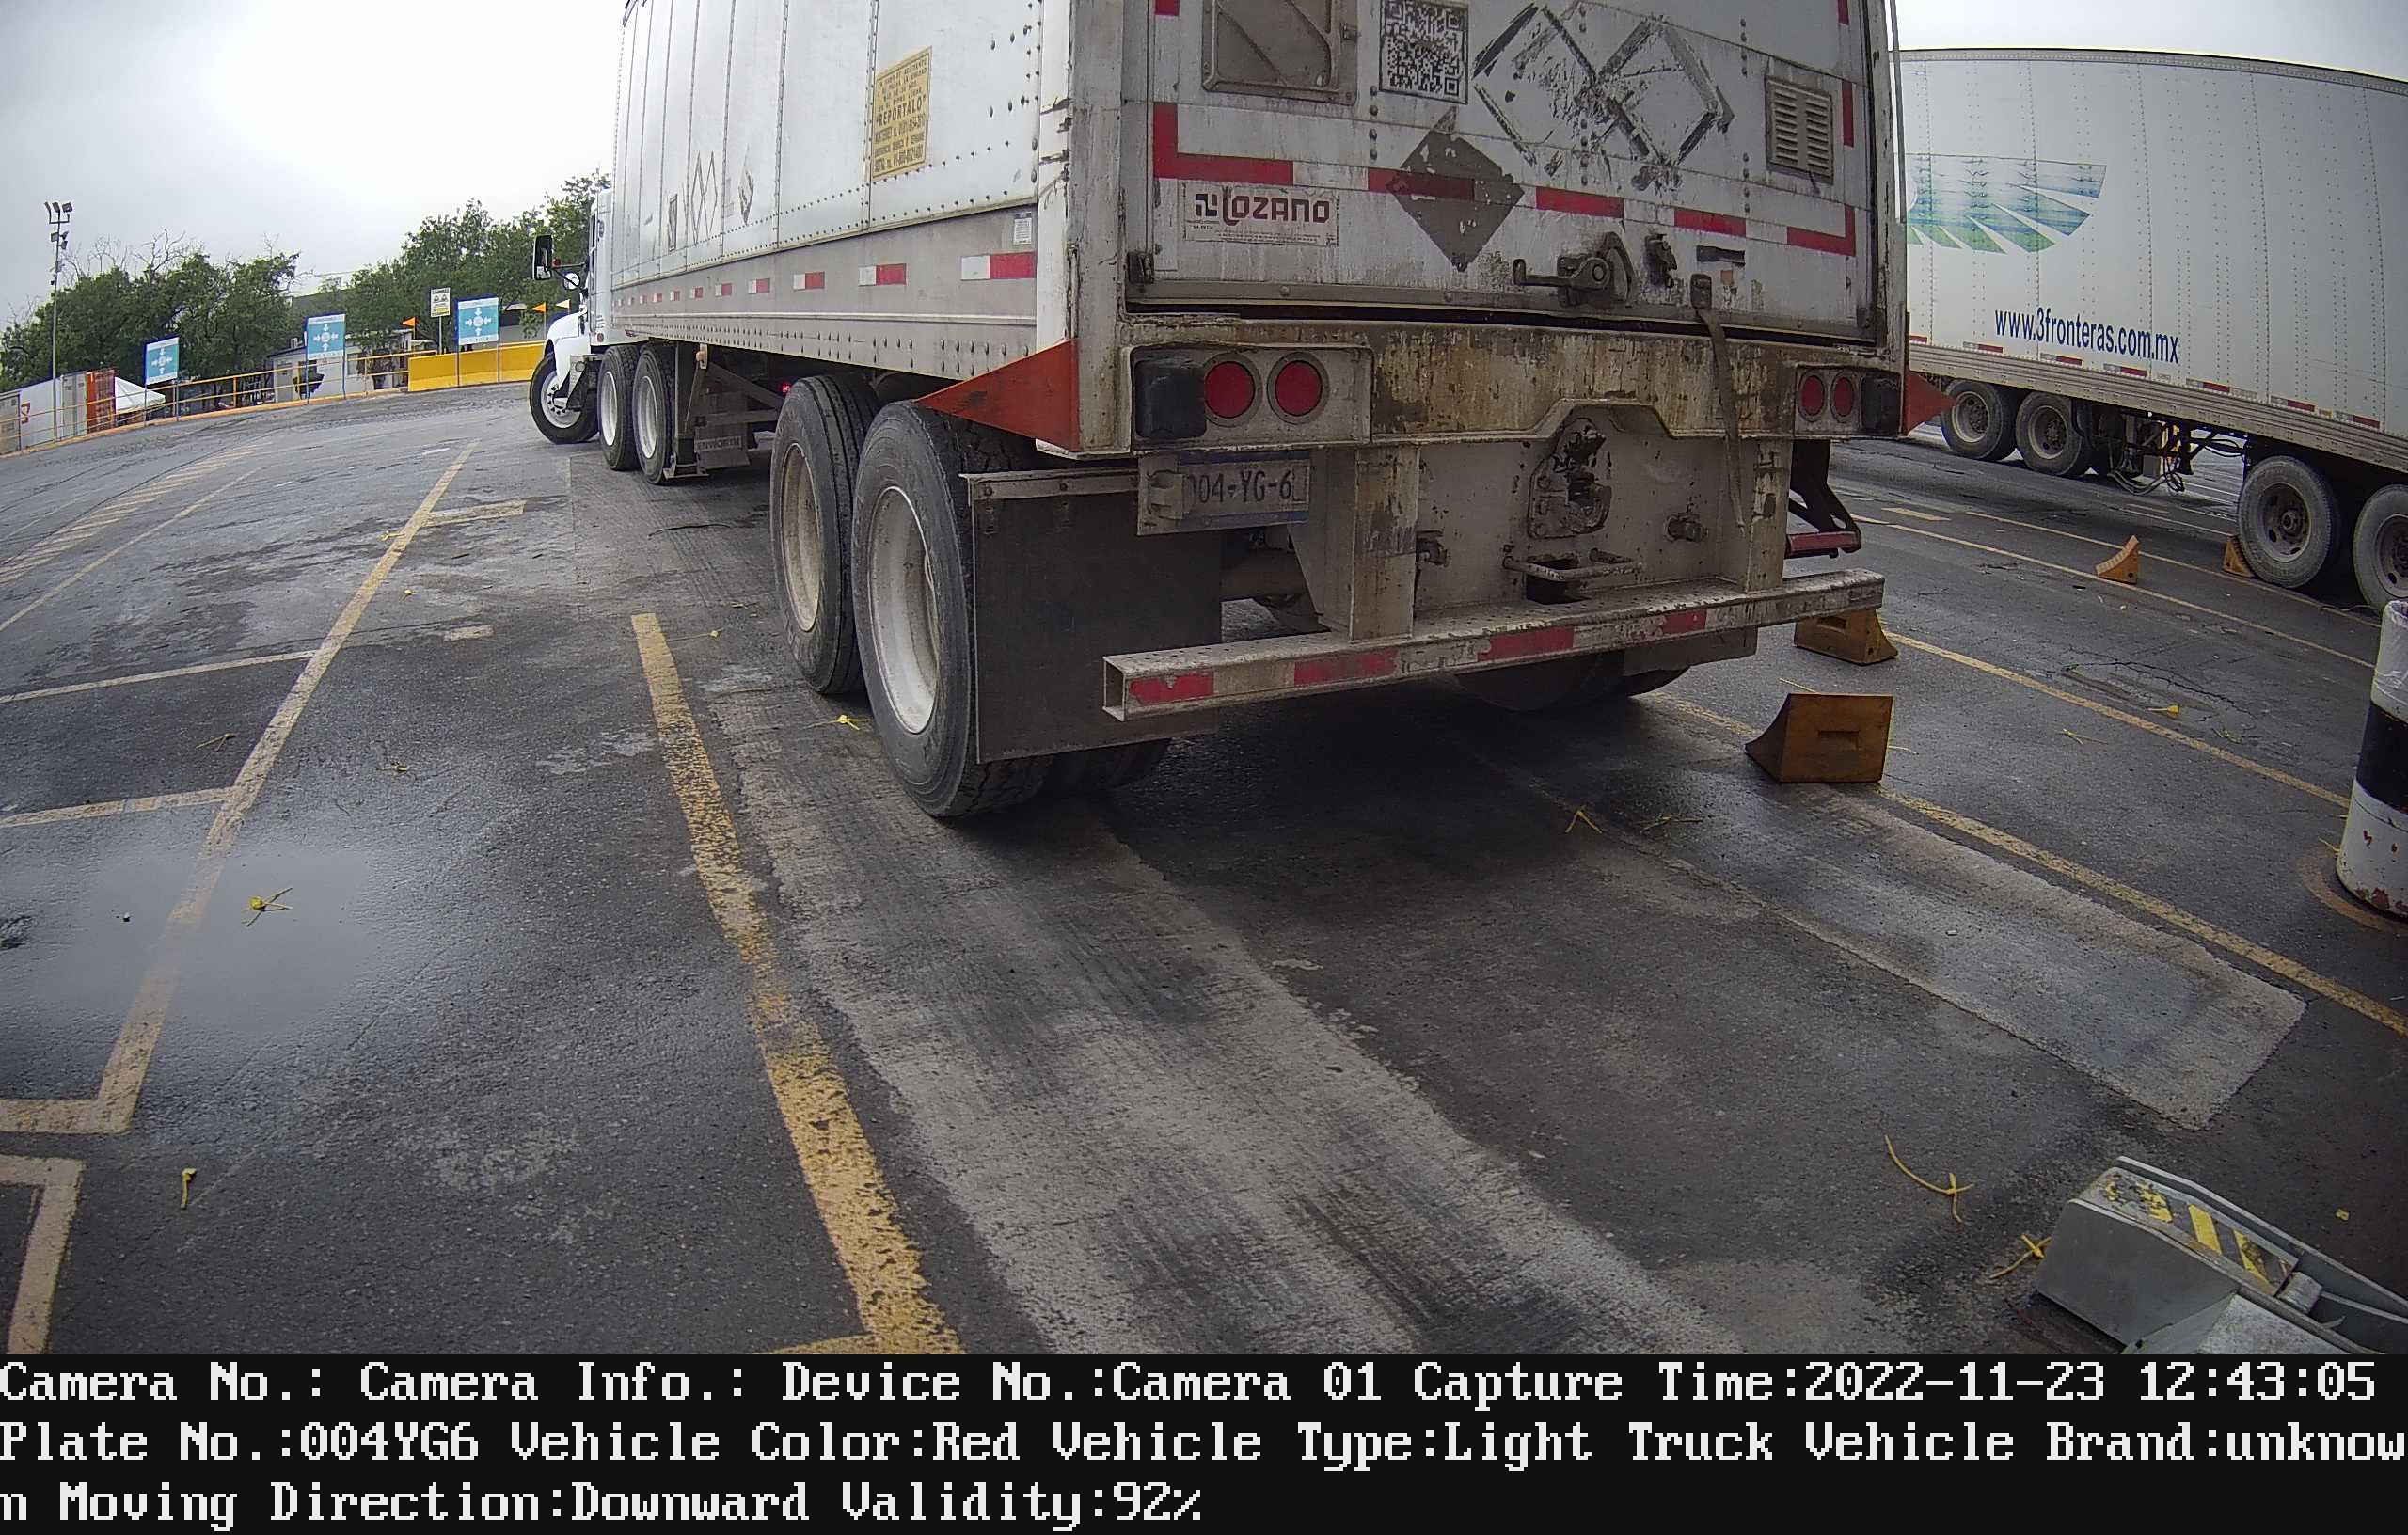 "REPORTALO"
LOZANO
www.3fronteras.com.mx
004-YG-6
Camera No.: Camera Info.: Device No.:Camera 01 Capture Time:2022-11-23 12:43:05
Plate No.:004YG6 Vehicle Color:Red Vehicle Type:Light Truck Vehicle Brand:unknow
n Moving Direction:Downward Validity:92%